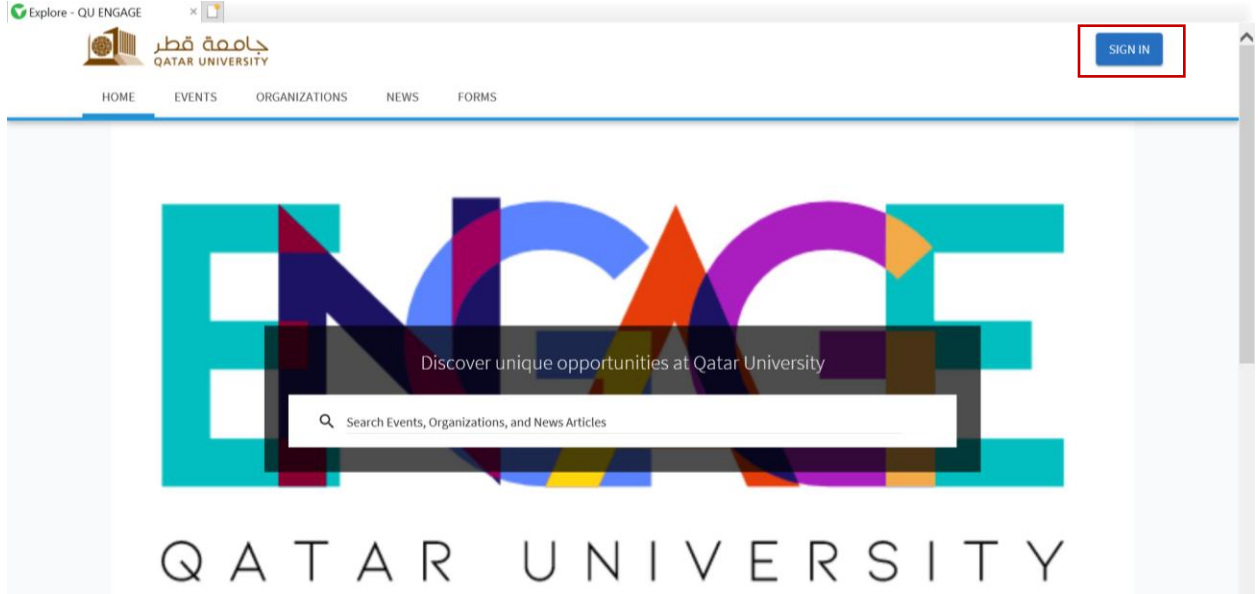 Explore - QU ENGAGE
جامعة قطر
QATAR UNIVERSITY
SIGN IN
HOME EVENTS ORGANIZATIONS NEWS FORMS
ENGAGE
Discover unique opportunities at Qatar University
Search Events, Organizations, and News Articles
QATAR UNIVERSITY